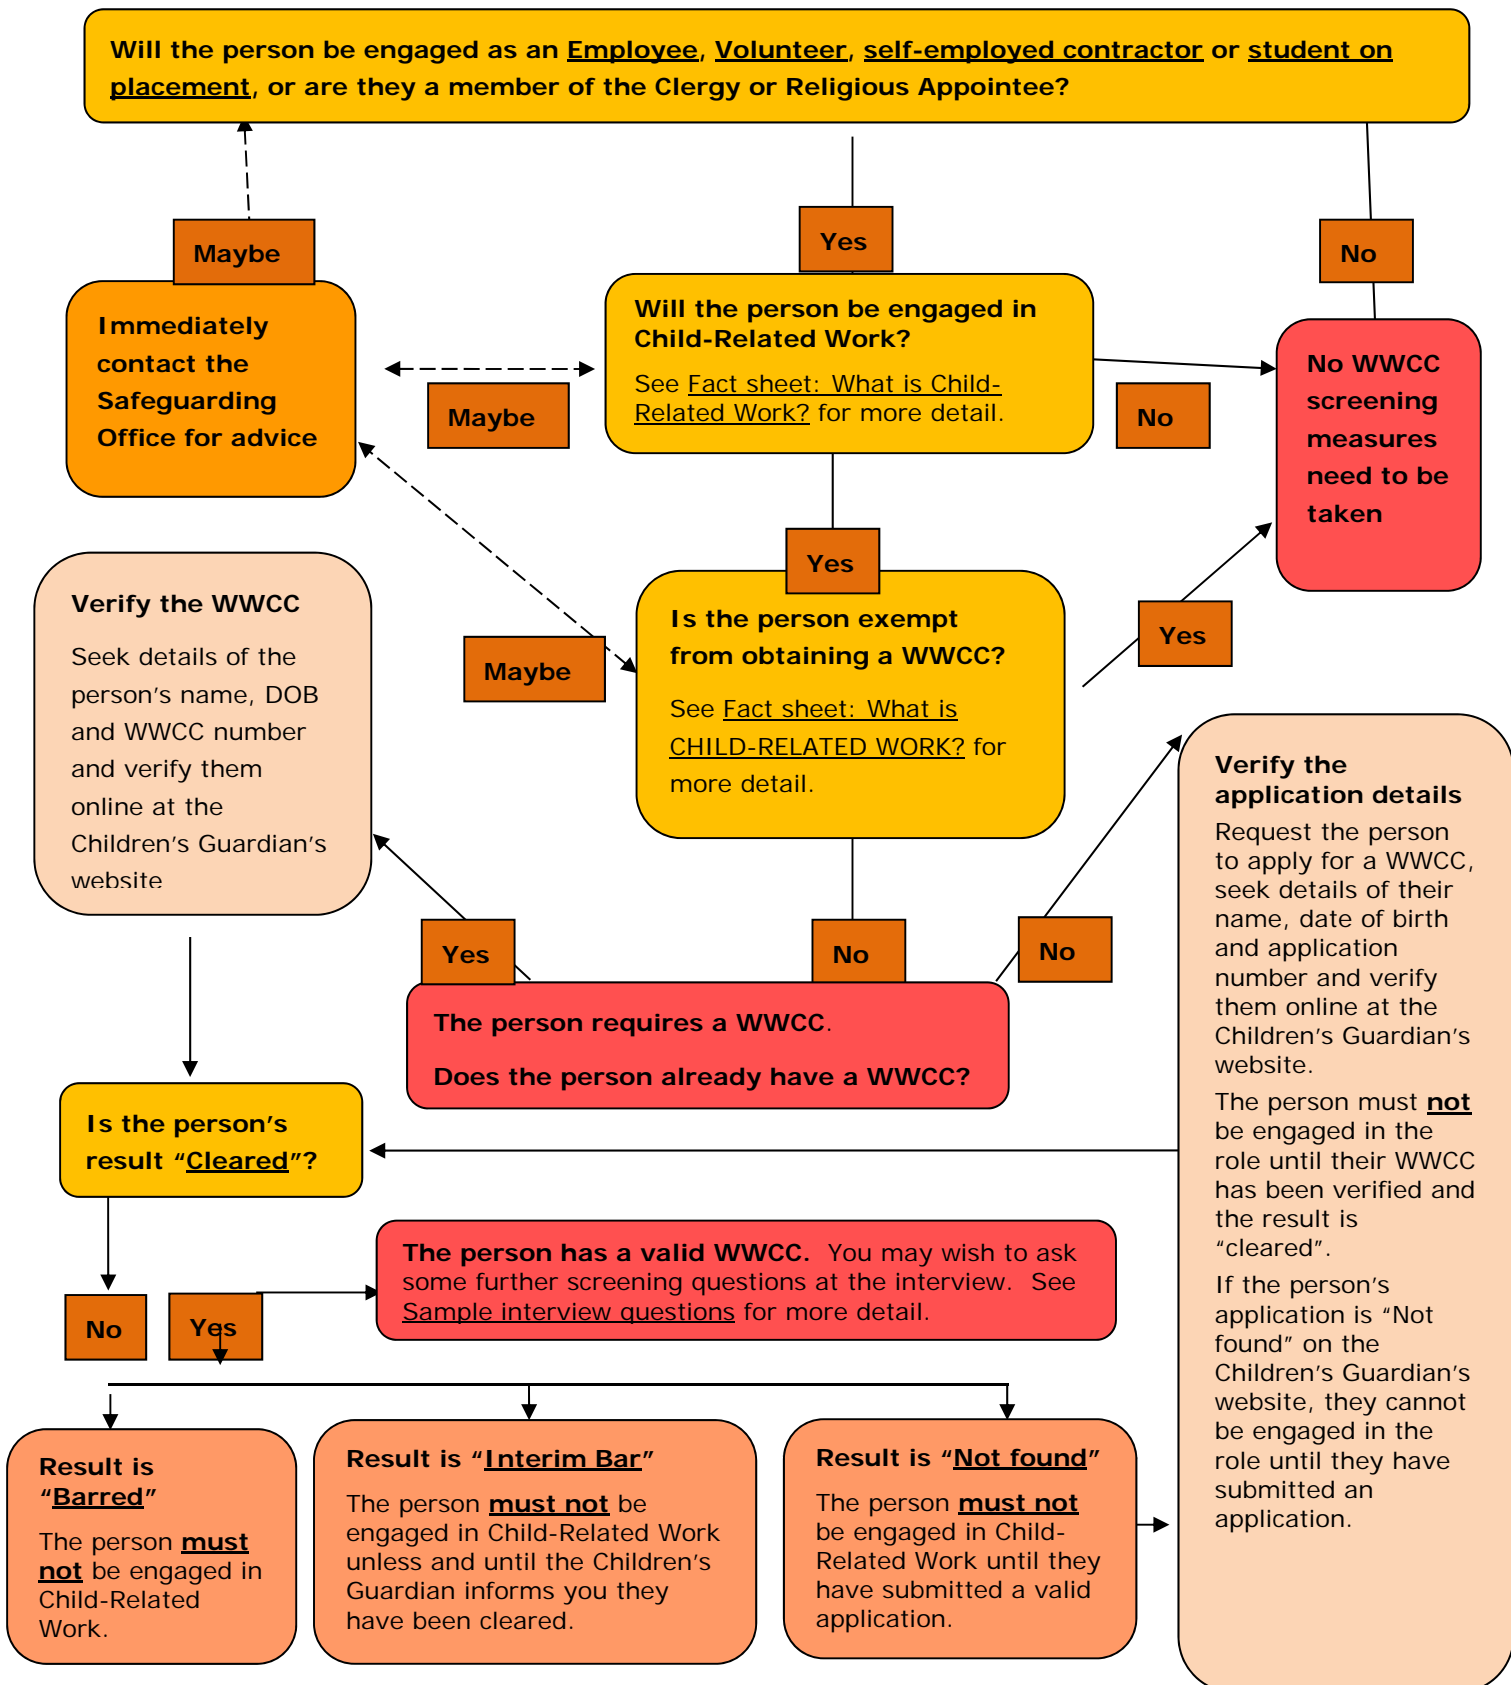 Will the person be engaged as an Employee, Volunteer, self-employed contractor or student on
placement, or are they a member of the Clergy or Religious Appointee?
Maybe
Yes
No
Immediately
contact the
Safeguarding
Office for advice
Will the person be engaged in
Child-Related Work?
See Fact sheet: What is Child-
Related Work? for more detail.
Maybe
No
No WWCC
screening
measures
need to be
taken
Yes
Verify the WWCC
Seek details of the
person's name, DOB
and WWCC number
and verify them
online at the
Children's Guardian's
website
Maybe
Is the person exempt
from obtaining a WWCC?
See Fact sheet: What is
CHILD-RELATED WORK? for
more detail.
Yes
Yes
No
No
The person requires a WWCC.
Does the person already have a WWCC?
Verify the
application details
Request the person
to apply for a WWCC,
seek details of their
name, date of birth
and application
number and verify
them online at the
Children's Guardian's
website.
The person must not
be engaged in the
role until their WWCC
has been verified and
the result is
"cleared".
If the person's
application is "Not
found" on the
Children's Guardian's
website, they cannot
be engaged in the
role until they have
submitted an
application.
Is the person's
result "Cleared"?
No
Yes
The person has a valid WWCC. You may wish to ask
some further screening questions at the interview. See
Sample interview questions for more detail.
Result is
"Barred"
The person must
not be engaged in
Child-Related
Work.
Result is "Interim Bar"
The person must not be
engaged in Child-Related Work
unless and until the Children's
Guardian informs you they
have been cleared.
Result is "Not found"
The person must not
be engaged in Child-
Related Work until they
have submitted a valid
application.